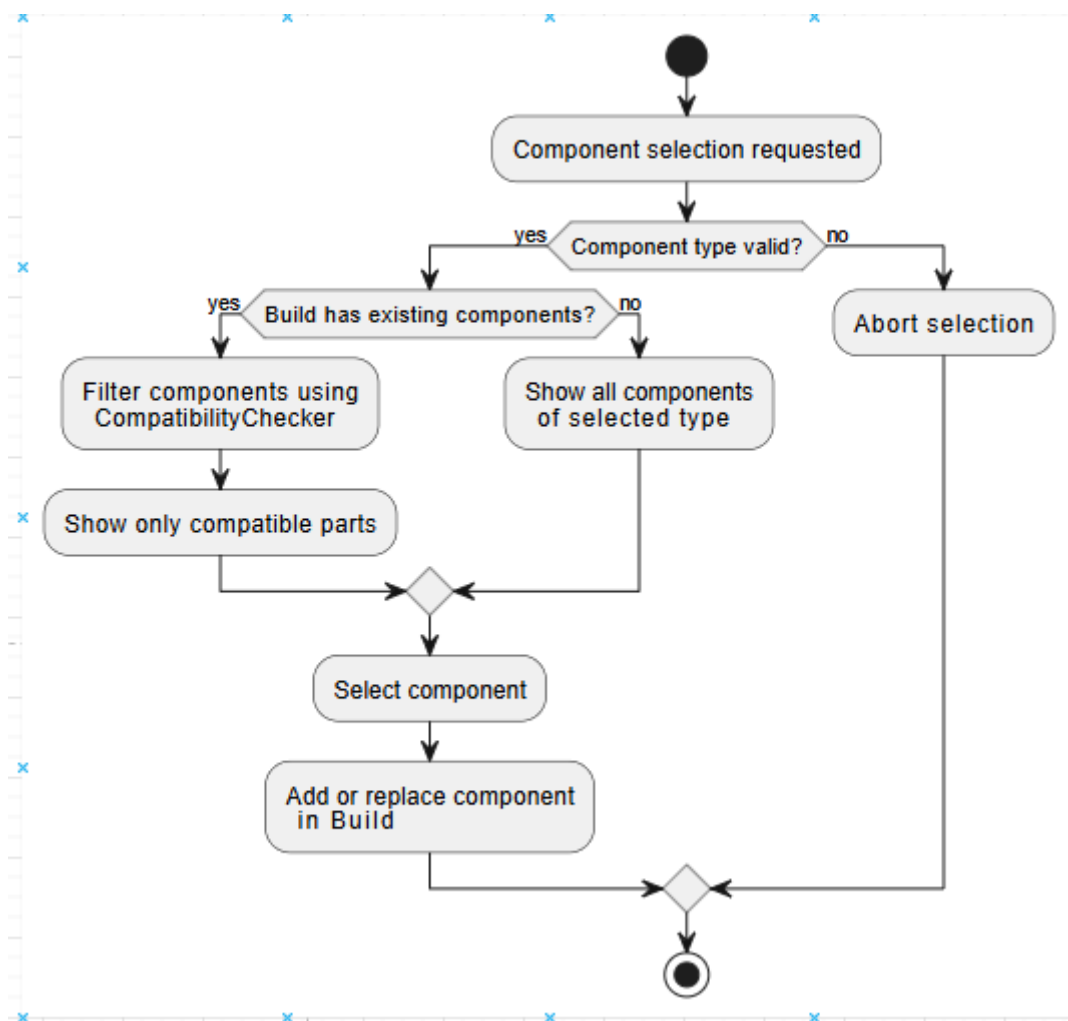 Component selection requested
yes
Component type valid?
no
yes
Build has existing components?
no
Abort selection
Filter components using
CompatibilityChecker
Show all components
of selected type
Show only compatible parts
Select component
Add or replace component
in Build